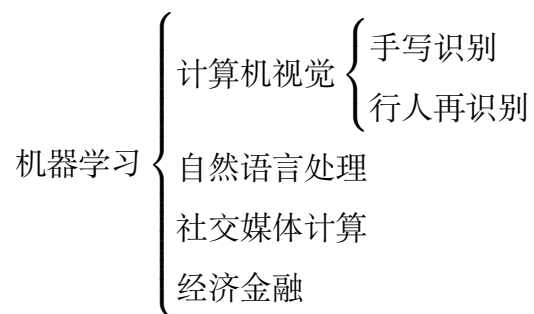 机器学习
计算机视觉
手写识别
行人再识别
自然语言处理
社交媒体计算
经济金融